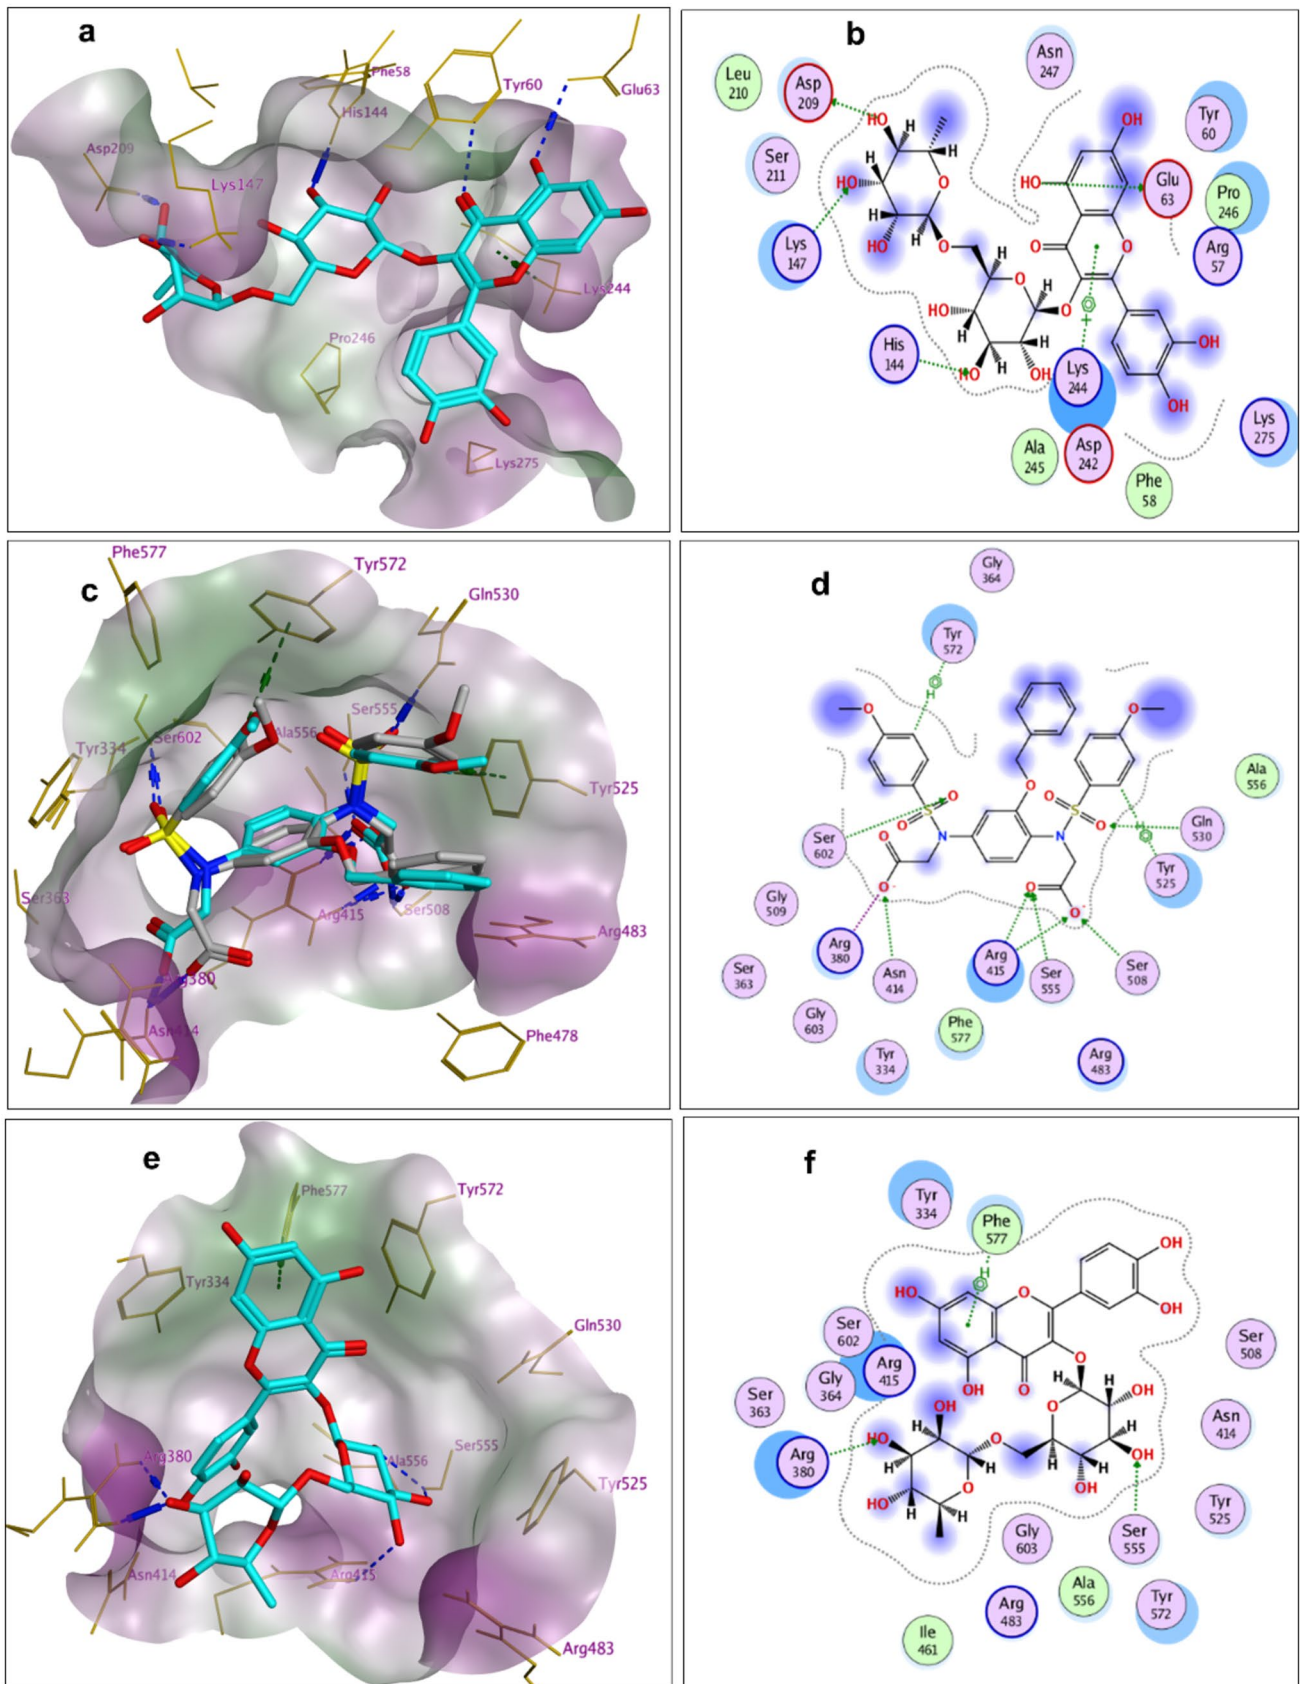 a
Phe58
Tyr60
Glu63
His144
Asp209
Lys147
Lys244
Pro246
Lys275
b
Asn
247
Leu
210
Asp
209
HO
OH
Tyr
60
Ser
211
HO
H
HO
Glu
63
Pro
246
O
H
H
H
Arg
57
Lys
147
HO
H
O
O
O
H
O
HO
H
O
OH
His
144
H
H
HO
OH
Lys
244
OH
Lys
275
Ala
245
Asp
242
Phe
58
c
Phe577
Tyr572
Gln530
Ser555
Tyr334
Ser602
Ala556
Tyr525
Ser363
Arg415
Ser508
Arg483
Arg380
Asn414
Phe478
d
Gly
364
Tyr
572
H
O
O
O
Ala
556
O
O
O
S
S
O
Gln
530
Ser
602
O
N
N
H
Tyr
525
O
O-
O
O-
Gly
509
Arg
380
Asn
414
Arg
415
Ser
555
Ser
508
Ser
363
Gly
603
Phe
577
Tyr
334
Arg
483
e
Phe577
Tyr572
Tyr334
Gln530
Arg380
Ala556
Ser555
Tyr525
Asn414
Arg415
Arg483
f
Tyr
334
Phe
577
OH
H
HO
O
OH
Ser
602
Arg
415
Gly
364
O
Ser
508
OH
O
H
H
OH
Ser
363
OH
O
Asn
414
Arg
380
HO
H
O
H
H
OH
HO
H
O
H
OH
Tyr
525
Gly
603
Ser
555
Arg
483
Ala
556
Tyr
572
Ile
461